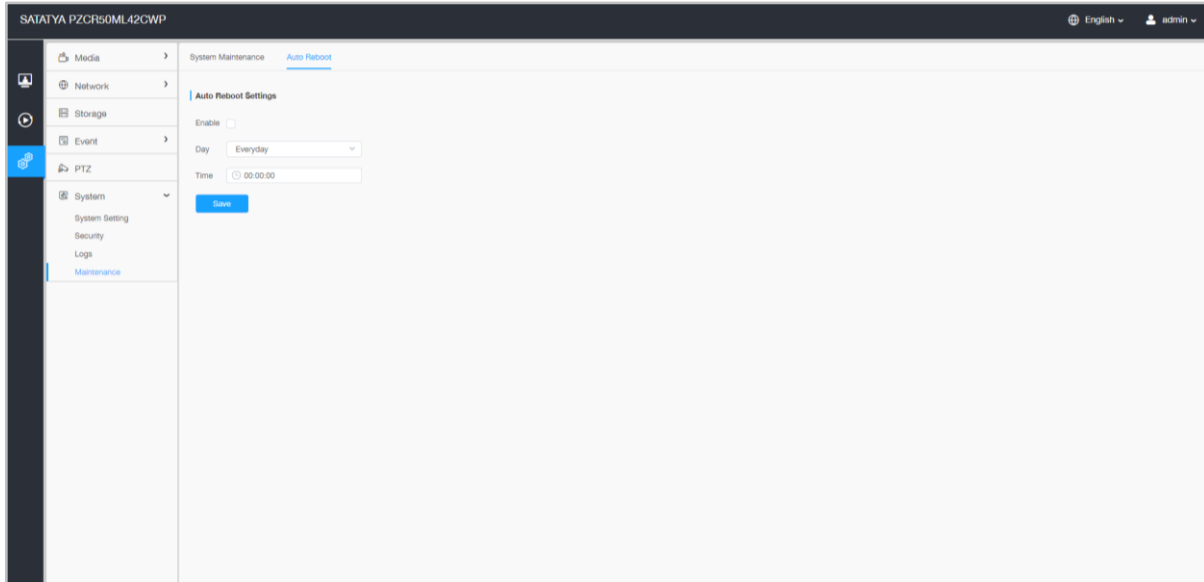 SATATYA PZCR50ML42CWP
English
admin
Media
Network
Storage
Event
PTZ
System
System Setting
Security
Logs
Maintenance
System Maintenance Auto Reboot
Auto Reboot Settings
Enable
Day Everyday
Time 00:00:00
Save